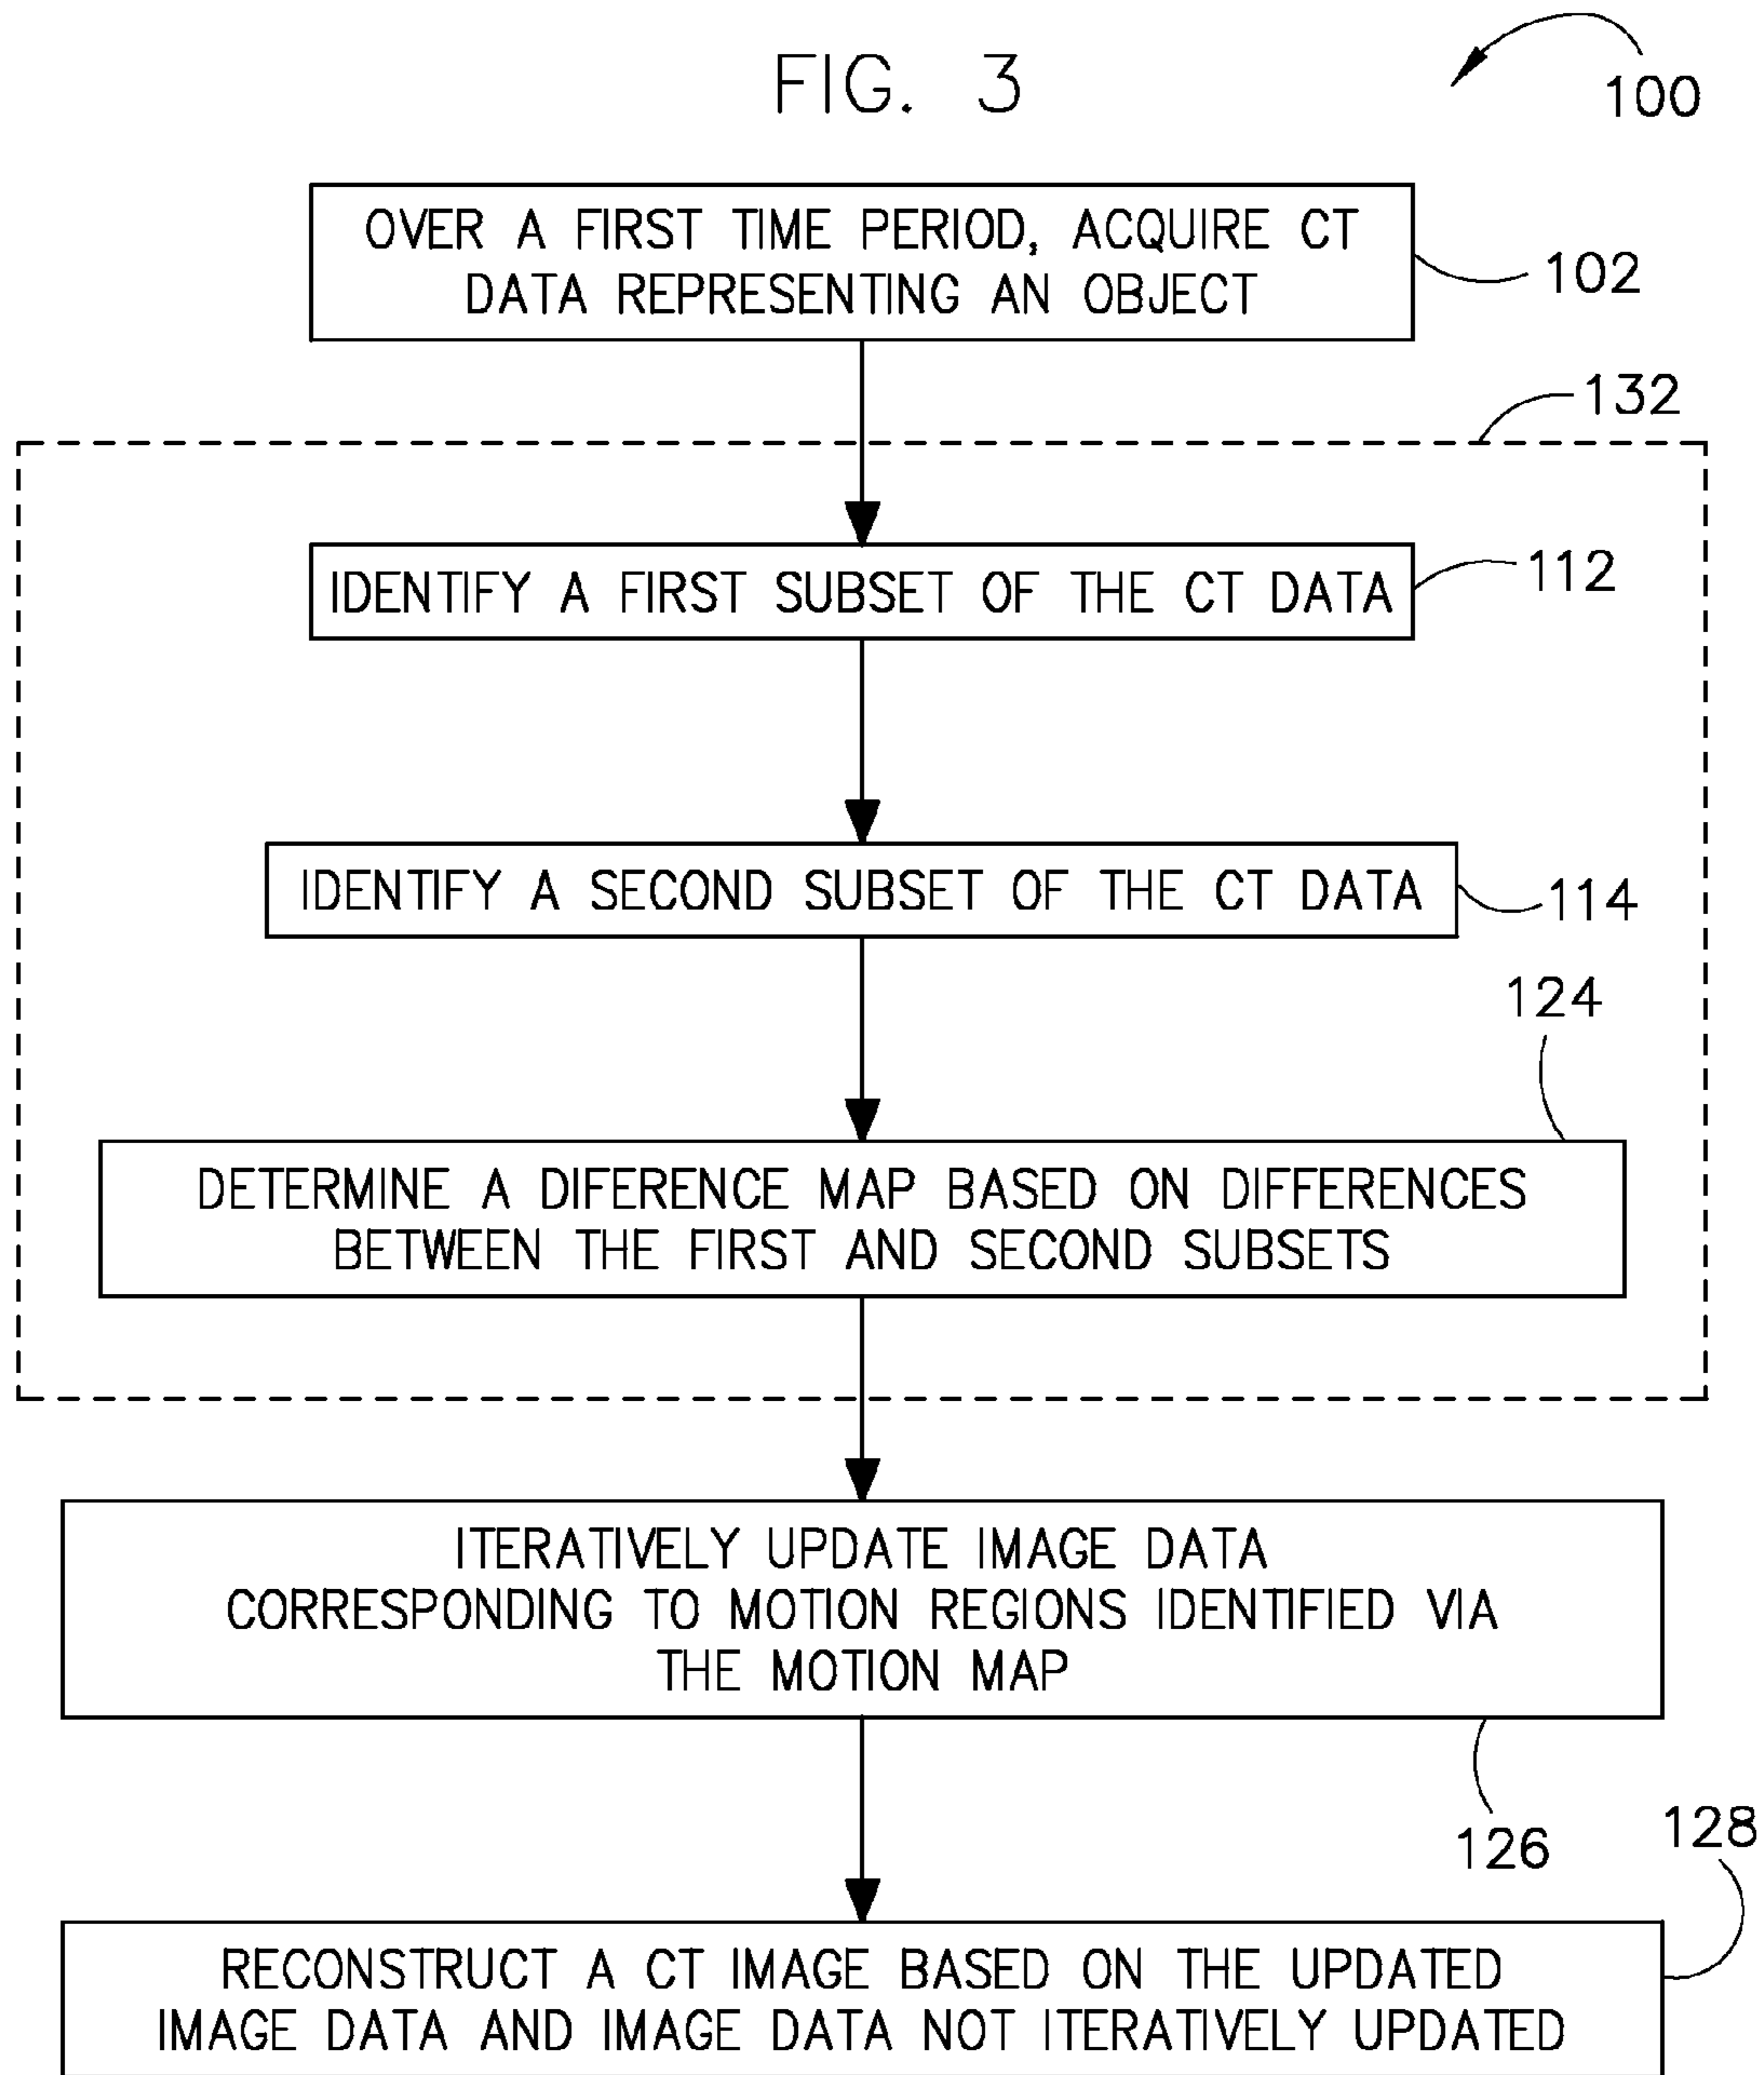 FIG. 3
100
OVER A FIRST TIME PERIOD, ACQUIRE CT
DATA REPRESENTING AN OBJECT
102
132
IDENTIFY A FIRST SUBSET OF THE CT DATA
112
IDENTIFY A SECOND SUBSET OF THE CT DATA
114
124
DETERMINE A DIFERENCE MAP BASED ON DIFFERENCES
BETWEEN THE FIRST AND SECOND SUBSETS
ITERATIVELY UPDATE IMAGE DATA
CORRESPONDING TO MOTION REGIONS IDENTIFIED VIA
THE MOTION MAP
126
128
RECONSTRUCT A CT IMAGE BASED ON THE UPDATED
IMAGE DATA AND IMAGE DATA NOT ITERATIVELY UPDATED